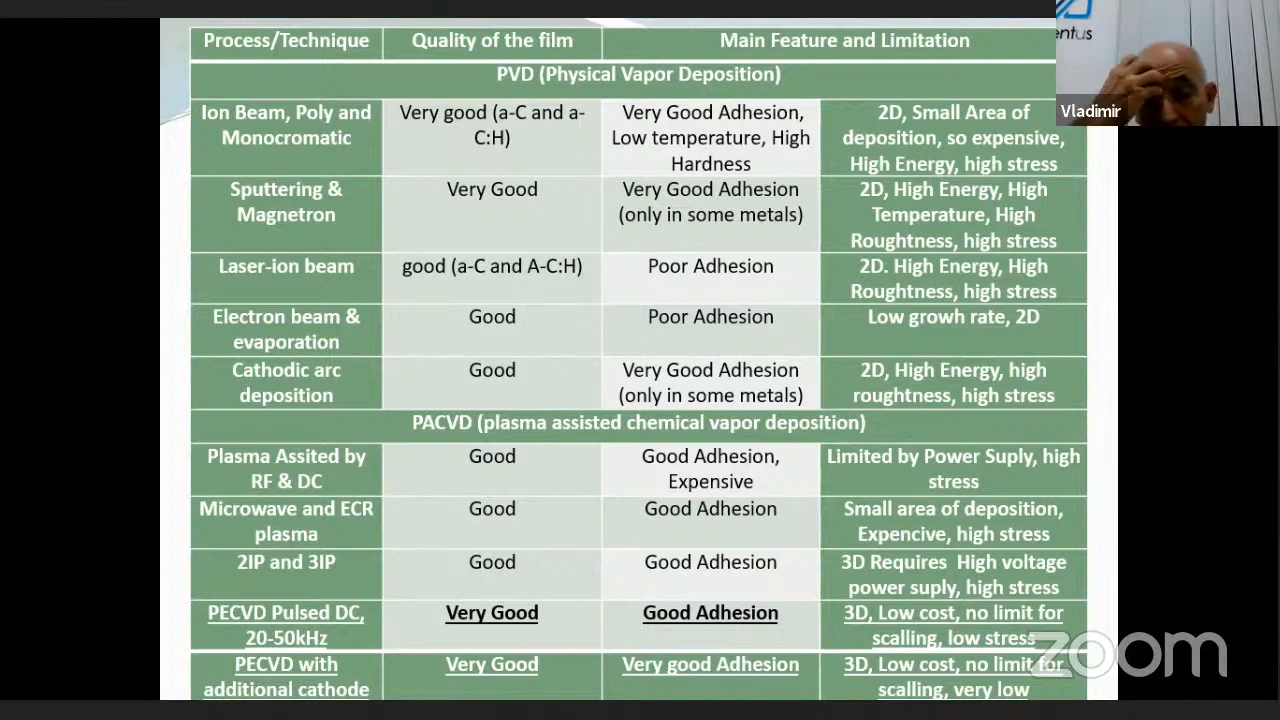 entus
Vladimir
Process/Technique
Quality of the film
Main Feature and Limitation
PVD (Physical Vapor Deposition)
Ion Beam, Poly and
Monocromatic
Very good (a-C and a-
C:H)
Very Good Adhesion,
Low temperature, High
Hardness
2D, Small Area of
deposition, so expensive,
High Energy, high stress
Sputtering &
Magnetron
Very Good
Very Good Adhesion
(only in some metals)
2D, High Energy, High
Temperature, High
Roughtness, high stress
Laser-ion beam
good (a-C and A-C:H)
Poor Adhesion
2D. High Energy, High
Roughtness, high stress
Electron beam &
evaporation
Good
Poor Adhesion
Low growh rate, 2D
Cathodic arc
deposition
Good
Very Good Adhesion
(only in some metals)
2D, High Energy, high
roughtness, high stress
PACVD (plasma assisted chemical vapor deposition)
Plasma Assited by
RF & DC
Good
Good Adhesion,
Expensive
Limited by Power Suply, high
stress
Microwave and ECR
plasma
Good
Good Adhesion
Small area of deposition,
Expencive, high stress
2IP and 3IP
Good
Good Adhesion
3D Requires High voltage
power suply, high stress
PECVD Pulsed DC,
20-50kHz
Very Good
Good Adhesion
3D, Low cost, no limit for
scalling, low stress
PECVD with
additional cathode
Very Good
Very good Adhesion
3D, Low cost, no limit for
scalling, very low
zoom